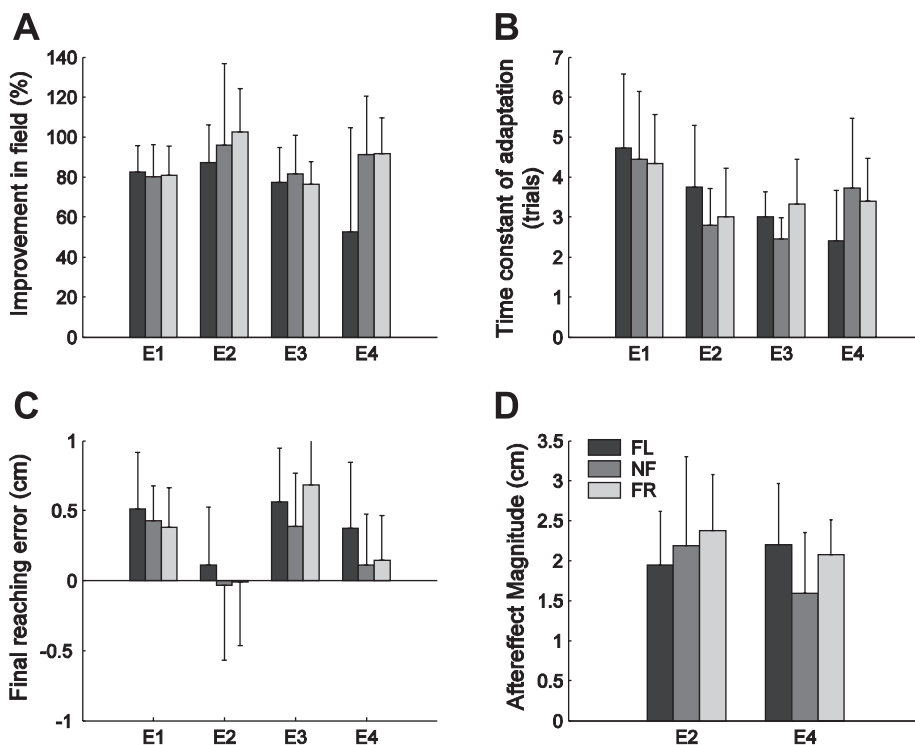 A
Improvement in field (%)
140
120
100
80
60
40
20
0
E1 E2 E3 E4
B
Time constant of adaptation
(trials)
7
6
5
4
3
2
1
0
E1 E2 E3 E4
C
Final reaching error (cm)
1
0.5
0
-0.5
-1
E1 E2 E3 E4
D
Aftereffect Magnitude (cm)
3.5
3
2.5
2
1.5
1
0.5
0
FL
NF
FR
E2 E4